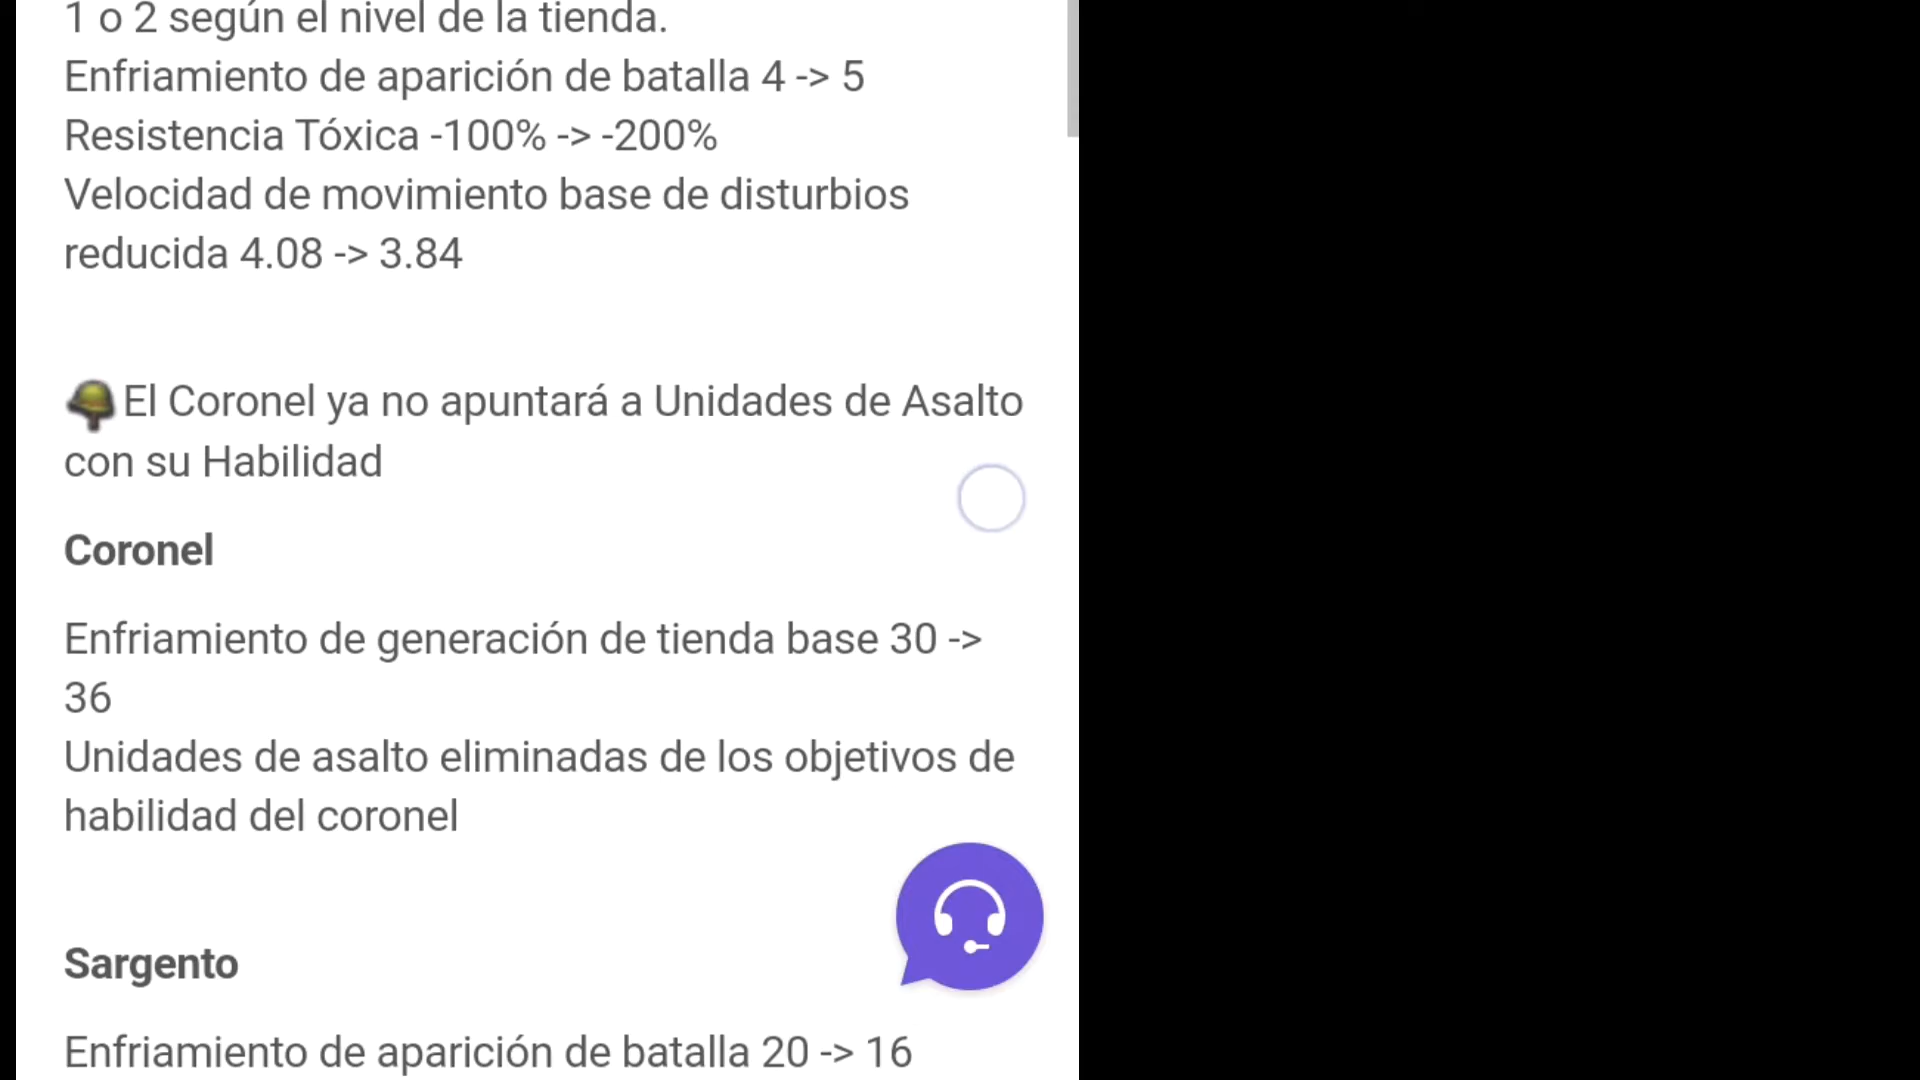 1 o 2 según el nivel de la tienda.
Enfriamiento de aparición de batalla 4 -> 5
Resistencia Tóxica -100% -> -200%
Velocidad de movimiento base de disturbios
reducida 4.08 -> 3.84
El Coronel ya no apuntará a Unidades de Asalto
con su Habilidad
Coronel
Enfriamiento de generación de tienda base 30 ->
36
Unidades de asalto eliminadas de los objetivos de
habilidad del coronel
Sargento
Enfriamiento de aparición de batalla 20 -> 16